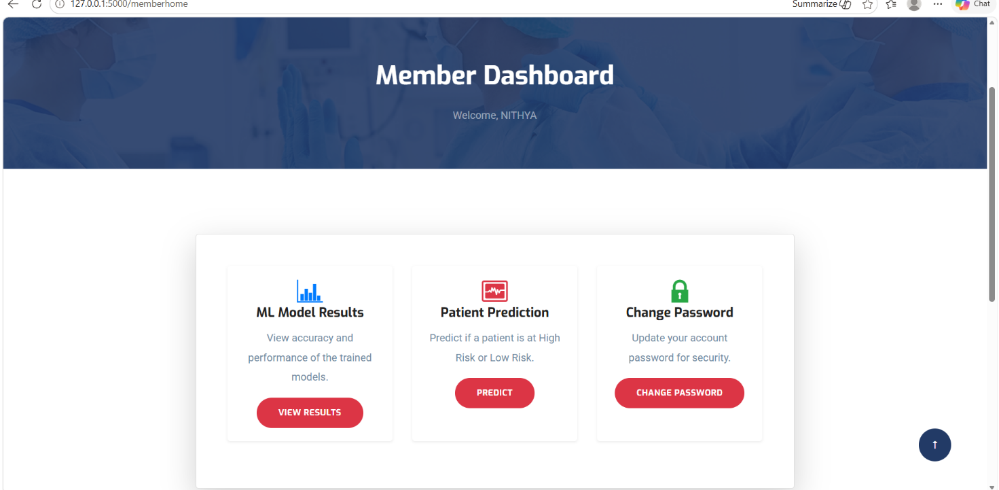 127.0.0.1:5000/memberhome
Summarize
Chat
Member Dashboard
Welcome, NITHYA
ML Model Results
View accuracy and
performance of the trained
models.
VIEW RESULTS
Patient Prediction
Predict if a patient is at High
Risk or Low Risk.
PREDICT
Change Password
Update your account
password for security.
CHANGE PASSWORD